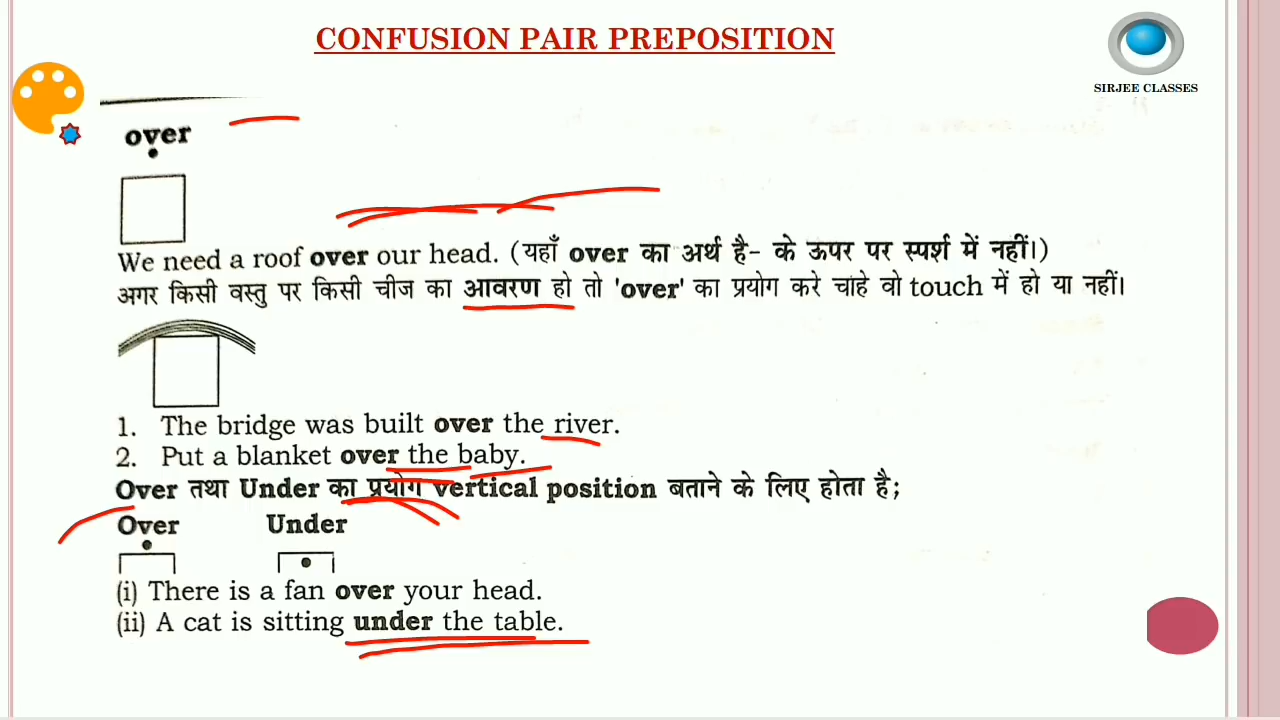 CONFUSION PAIR PREPOSITION
SIRJEE CLASSES
over
We need a roof over our head. (यहाँ over का अर्थ है- के ऊपर पर स्पर्श में नहीं।)
अगर किसी वस्तु पर किसी चीज का आवरण हो तो 'over' का प्रयोग करे चाहे वो touch में हो या नहीं।
1. The bridge was built over the river.
2. Put a blanket over the baby.
Over तथा Under का प्रयोग vertical position बताने के लिए होता है;
Over Under
(i) There is a fan over your head.
(ii) A cat is sitting under the table.